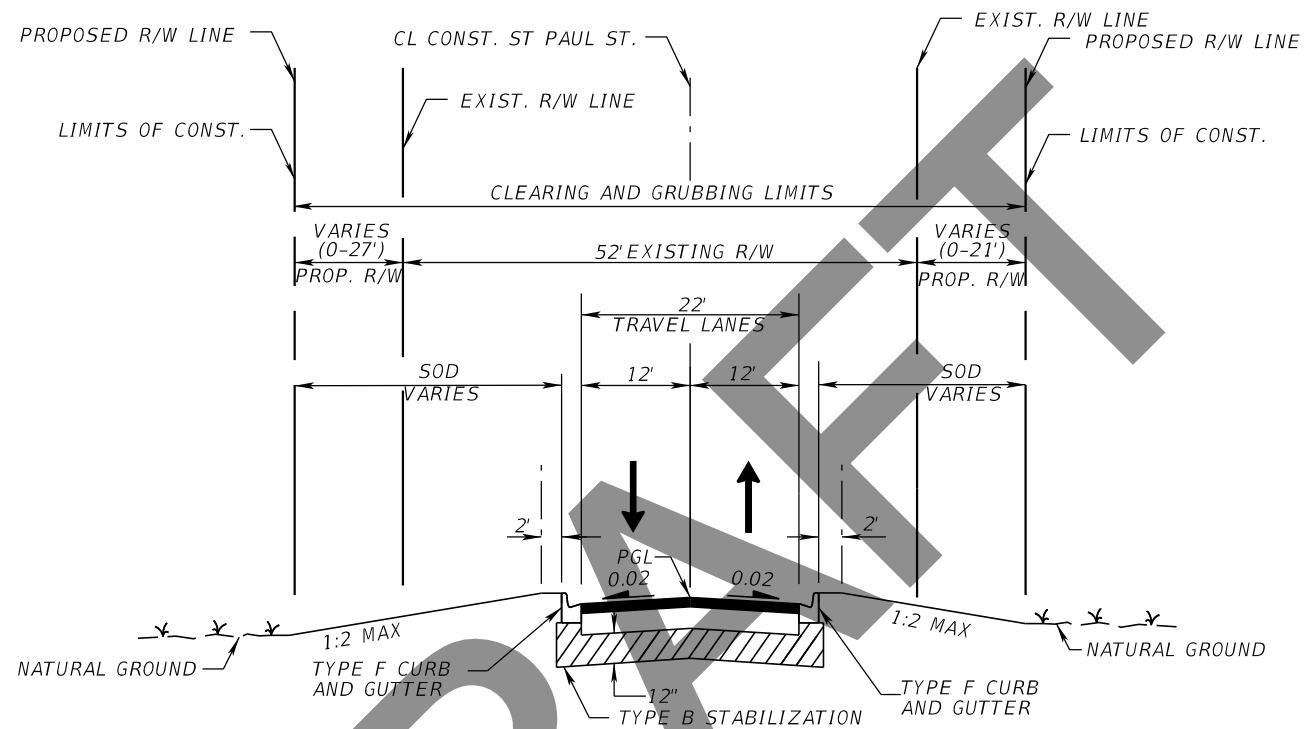 EXIST. R/W LINE
PROPOSED R/W LINE
CL CONST. ST PAUL ST.
PROPOSED R/W LINE
EXIST. R/W LINE
LIMITS OF CONST.
LIMITS OF CONST.
CLEARING AND GRUBBING LIMITS
VARIES
(0-27')
PROP. R/W
52' EXISTING R/W
VARIES
(0-21')
PROP. R/W
22'
TRAVEL LANES
SOD
VARIES
12'
12'
SOD
VARIES
2'
2'
PGL
0.02
0.02
1:2 MAX
1:2 MAX
NATURAL GROUND
NATURAL GROUND
TYPE F CURB
AND GUTTER
12"
TYPE B STABILIZATION
TYPE F CURB
AND GUTTER
RAFT